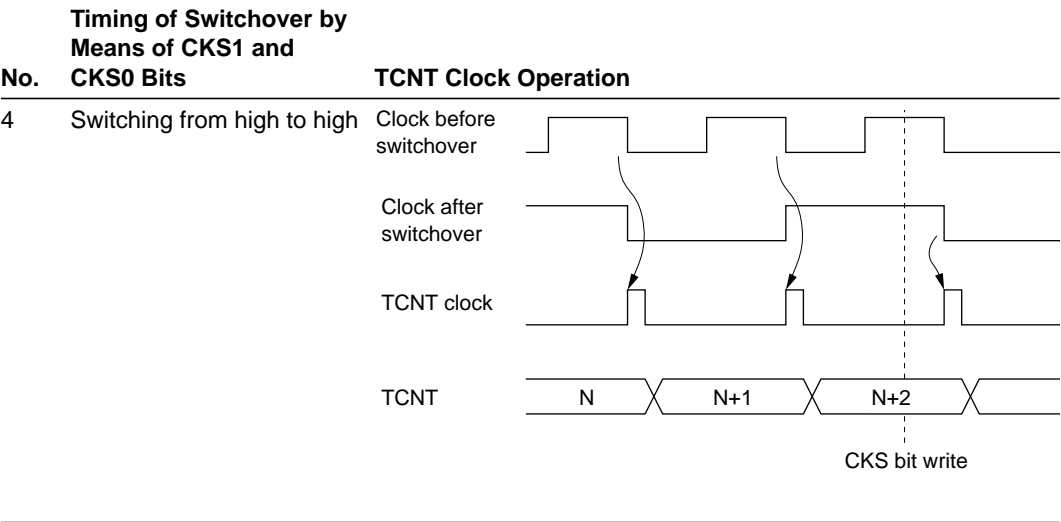 Timing of Switchover by
Means of CKS1 and
No. CKS0 Bits TCNT Clock Operation
4 Switching from high to high Clock before
switchover
Clock after
switchover
TCNT clock
TCNT N N+1 N+2
CKS bit write